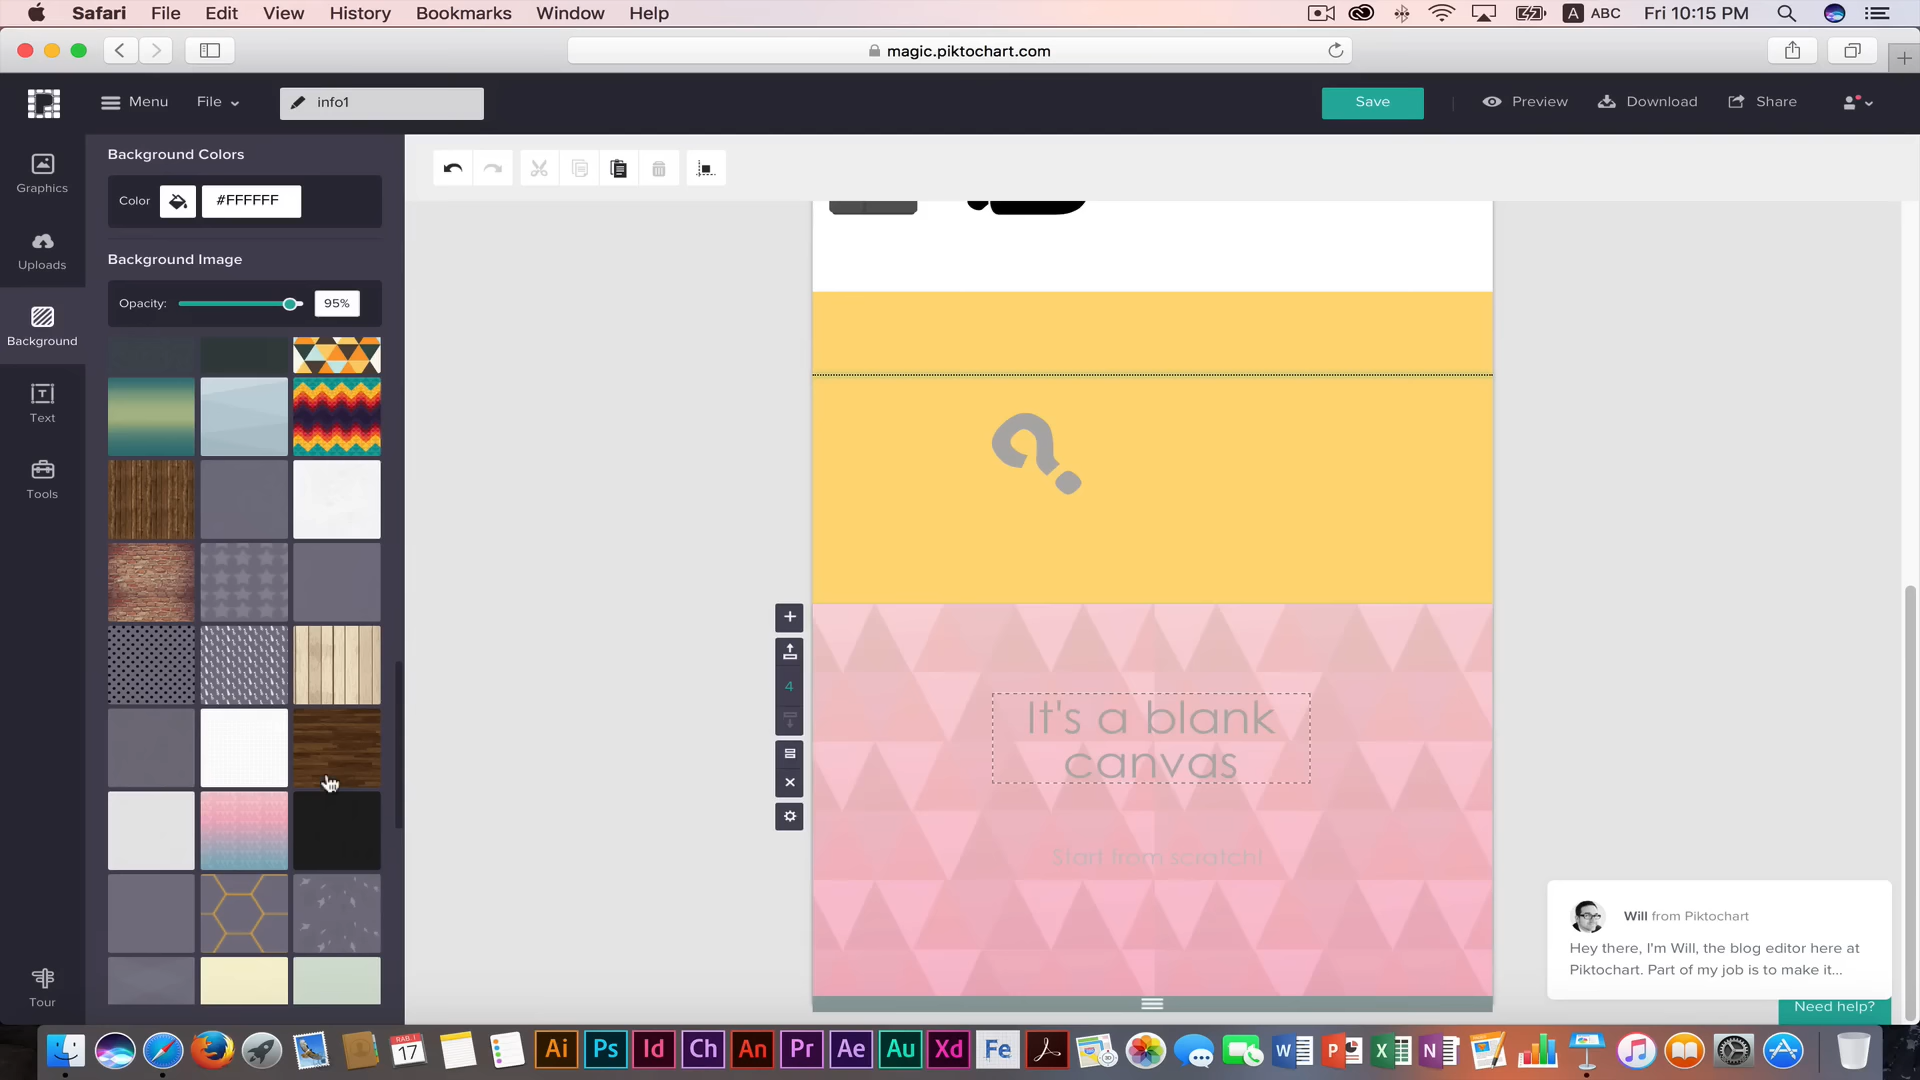 Safari File Edit View History Bookmarks Window Help A ABC Fri 10:15 PM
magic.piktochart.com
Menu File info1 Save Preview Download Share
Graphics
Uploads
Background
Text
Tools
Tour
Background Colors
Color #FFFFFF
Background Image
Opacity: 95%
?
4
It's a blank
canvas
Start from scratch!
Will from Piktochart
Hey there, I'm Will, the blog editor here at
Piktochart. Part of my job is to make it...
Need help?
17 Ai Ps Id Ch An Pr Ae Au Xd Fe W P X N